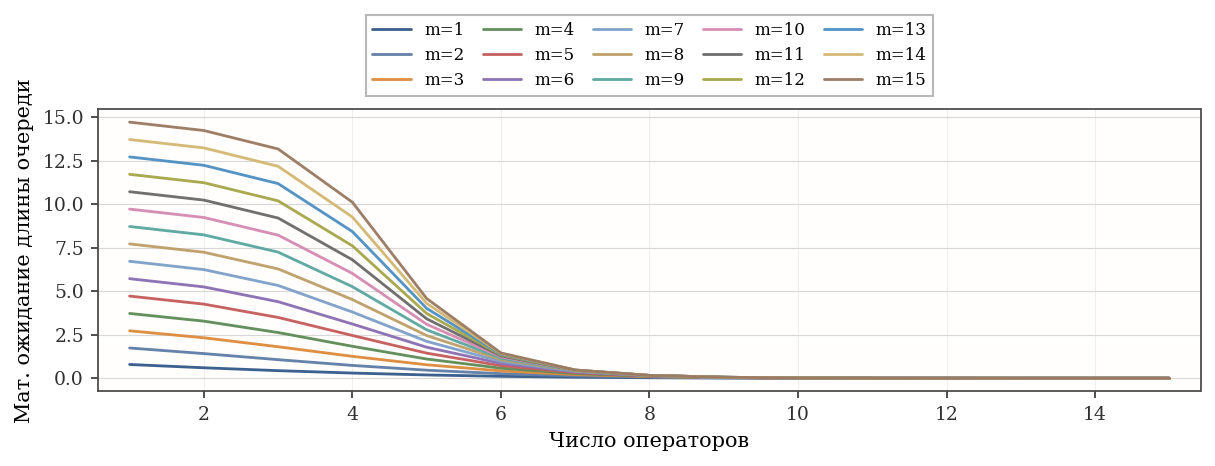 m=1 m=4 m=7 m=10 m=13
m=2 m=5 m=8 m=11 m=14
m=3 m=6 m=9 m=12 m=15
Мат. ожидание длины очереди
15.0
12.5
10.0
7.5
5.0
2.5
0.0
2 4 6 8 10 12 14
Число операторов